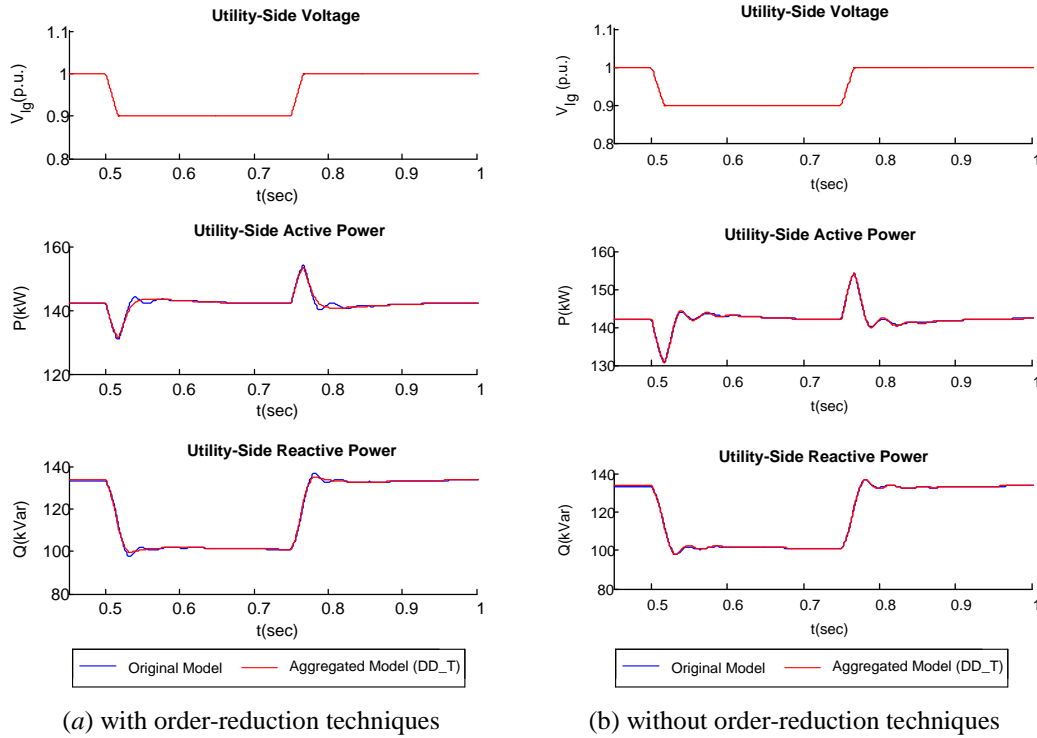 Utility-Side Voltage
1.1
1
0.9
0.8
V_lg(p.u.)
0.5 0.6 0.7 0.8 0.9 1
t(sec)
Utility-Side Active Power
160
140
120
P(kW)
0.5 0.6 0.7 0.8 0.9 1
t(sec)
Utility-Side Reactive Power
140
120
100
80
Q(kVar)
0.5 0.6 0.7 0.8 0.9 1
t(sec)
Original Model Aggregated Model (DD_T)
(a) with order-reduction techniques
Utility-Side Voltage
1.1
1
0.9
0.8
V_lg(p.u.)
0.5 0.6 0.7 0.8 0.9 1
t(sec)
Utility-Side Active Power
160
150
140
130
P(kW)
0.5 0.6 0.7 0.8 0.9 1
t(sec)
Utility-Side Reactive Power
140
120
100
80
Q(kVar)
0.5 0.6 0.7 0.8 0.9 1
t(sec)
Original Model Aggregated Model (DD_T)
(b) without order-reduction techniques